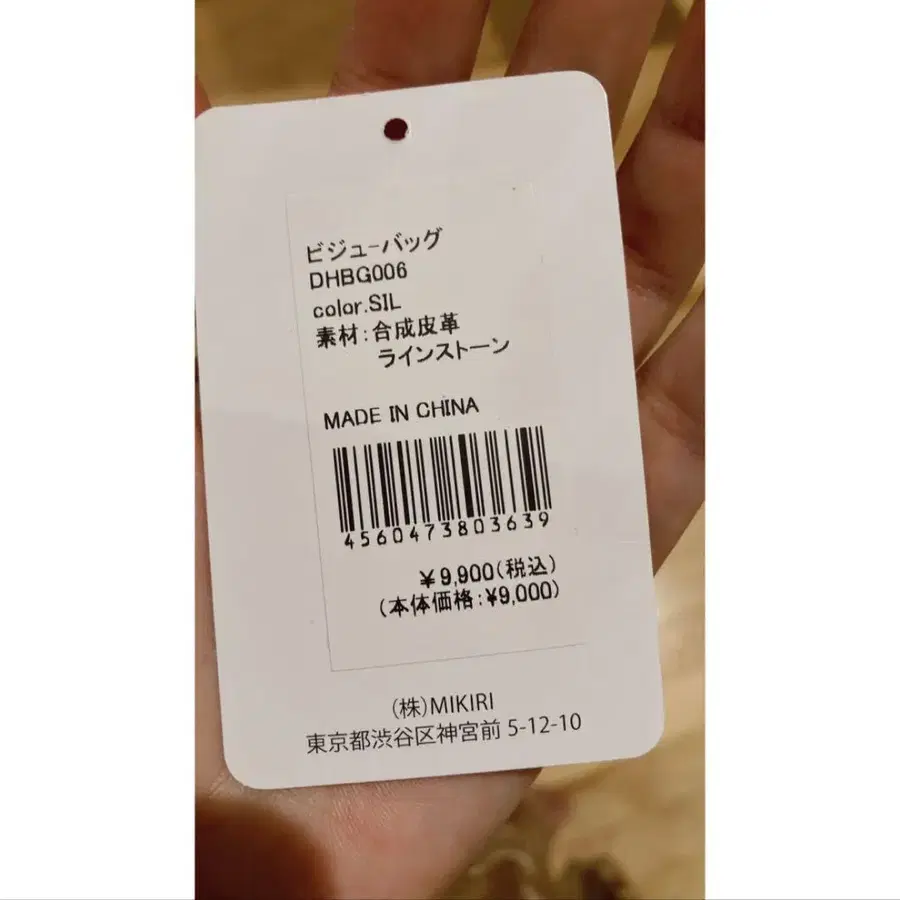 ビジューバッグ
DHBG006
color.SIL
素材:合成皮革
ラインストーン
MADE IN CHINA
4560473803639
¥9,900(税込)
(本体価格:¥9,000)
(株)MIKIRI
東京都渋谷区神宮前 5-12-10